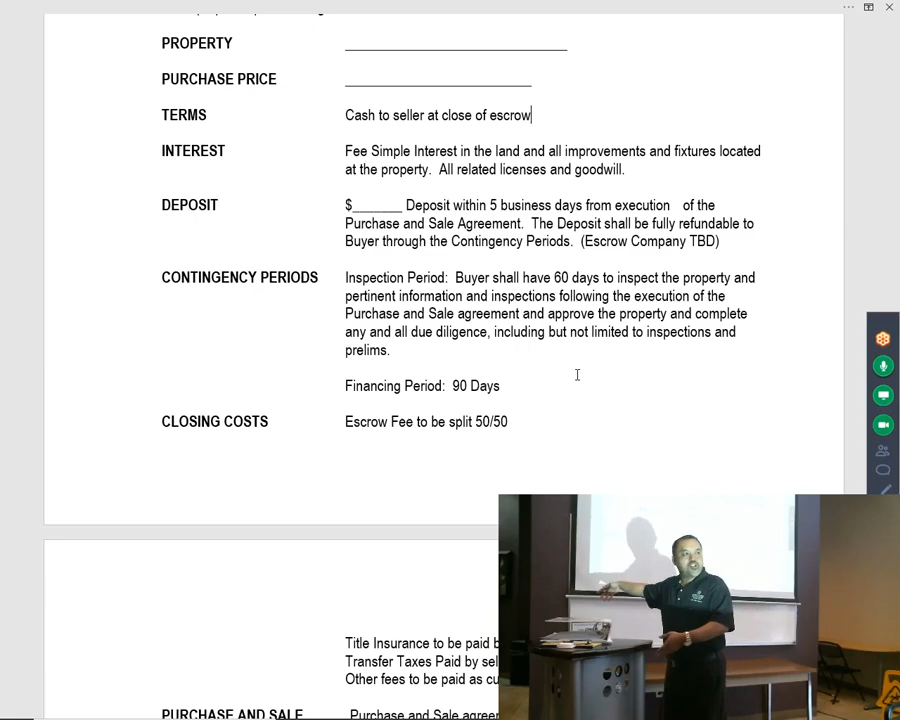 PROPERTY
PURCHASE PRICE
TERMS Cash to seller at close of escrow
INTEREST Fee Simple Interest in the land and all improvements and fixtures located
at the property. All related licenses and goodwill.
DEPOSIT $_______ Deposit within 5 business days from execution of the
Purchase and Sale Agreement. The Deposit shall be fully refundable to
Buyer through the Contingency Periods. (Escrow Company TBD)
CONTINGENCY PERIODS Inspection Period: Buyer shall have 60 days to inspect the property and
pertinent information and inspections following the execution of the
Purchase and Sale agreement and approve the property and complete
any and all due diligence, including but not limited to inspections and
prelims.
Financing Period: 90 Days
CLOSING COSTS Escrow Fee to be split 50/50
Title Insurance to be paid
Transfer Taxes Paid by
Other fees to be paid as
PURCHASE AND SALE Purchase and Sale